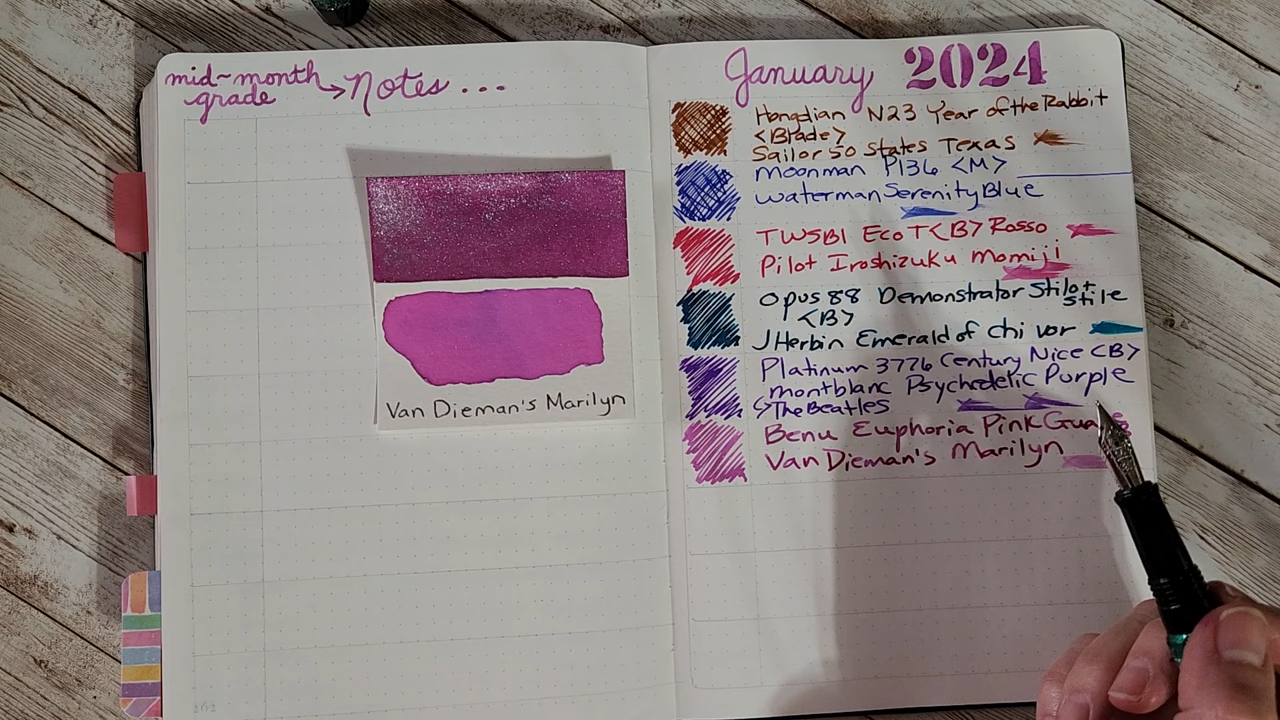 mid-month
grade → Notes ...
Van Dieman's Marilyn
202
January 2024
Hongdian N23 Year of the Rabbit
<Blade>
Sailor 50 States Texas
moonman P136 <M>
Waterman Serenity Blue
TWSBI Eco T <B> Rosso
Pilot Iroshizuku Momiji
Opus 88 Demonstrator Stilo +
Stile
<B>
J Herbin Emerald of Chivor
Platinum 3776 Century Nice <B>
montblanc Psychedelic Purple
↳ The Beatles
Benu Euphoria Pink
Van Dieman's Marilyn